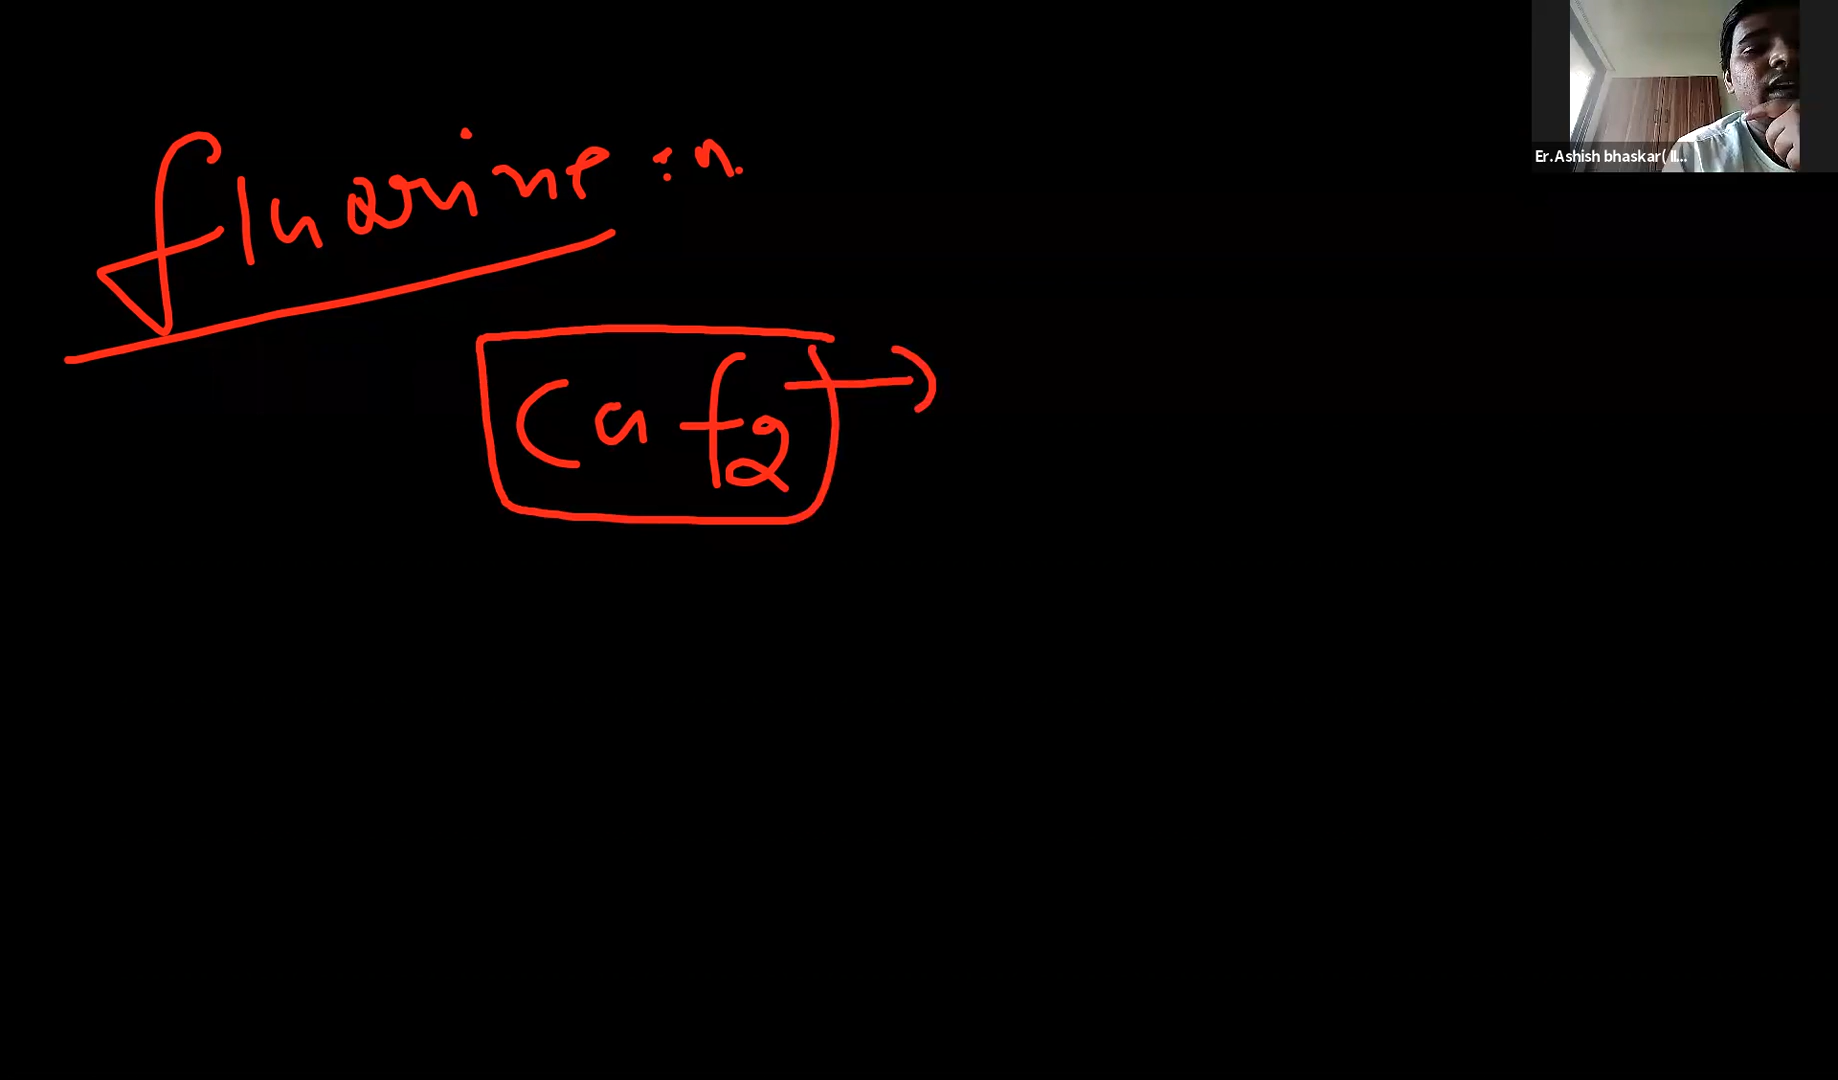 fluorine : n.
Caf2 →
Er. Ashish bhaskar( II...